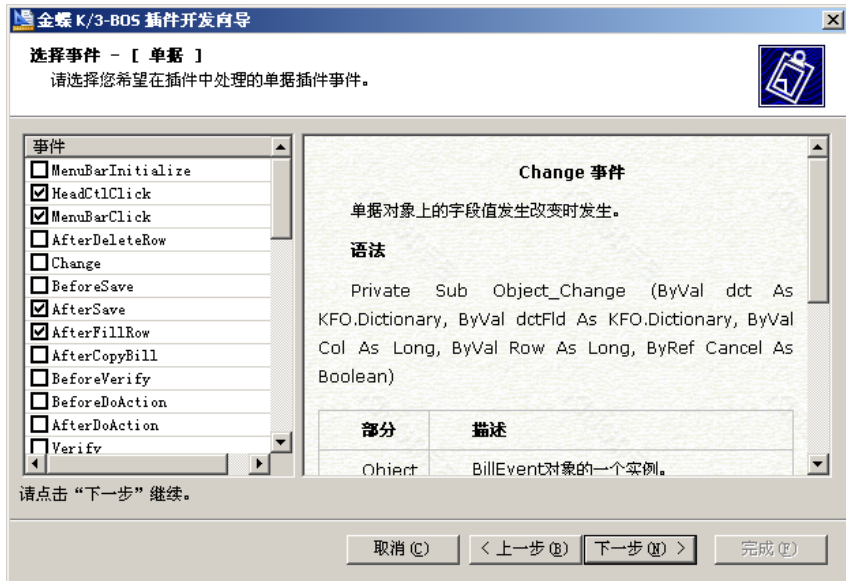 金蝶 K/3-BOS 插件开发向导
选择事件 - [ 单据 ]
请选择您希望在插件中处理的单据插件事件。
事件
MenuBarInitialize
HeadCtlClick
MenuBarClick
AfterDeleteRow
Change
BeforeSave
AfterSave
AfterFillRow
AfterCopyBill
BeforeVerify
BeforeDoAction
AfterDoAction
Verify
Change 事件
单据对象上的字段值发生改变时发生。
语法
Private Sub Object_Change (ByVal dct As
KFO.Dictionary, ByVal dctFld As KFO.Dictionary, ByVal
Col As Long, ByVal Row As Long, ByRef Cancel As
Boolean)
部分 描述
Object BillEvent对象的一个实例。
请点击“下一步”继续。
取消(C) < 上一步(B) 下一步(N) > 完成(F)